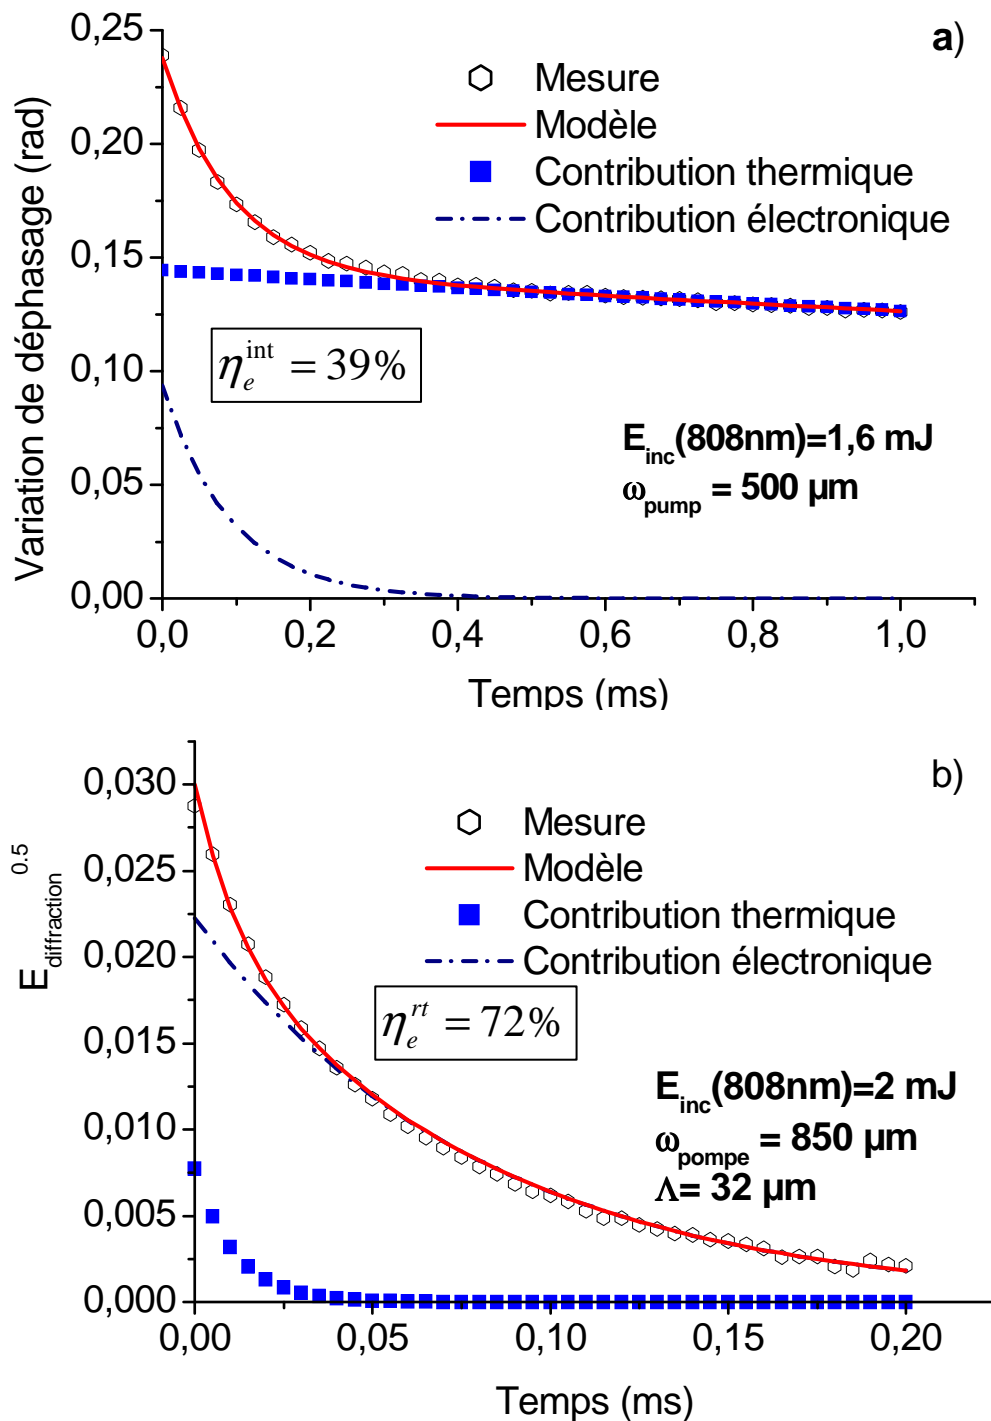 a)
Mesure
Modèle
Contribution thermique
Contribution électronique
Variation de déphasage (rad)
0,25
0,20
0,15
0,10
0,05
0,00
η_e^int = 39%
E_inc(808nm)=1,6 mJ
ω_pump = 500 µm
0,0 0,2 0,4 0,6 0,8 1,0
Temps (ms)
b)
Mesure
Modèle
Contribution thermique
Contribution électronique
E_diffraction^0.5
0,030
0,025
0,020
0,015
0,010
0,005
0,000
η_e^rt = 72%
E_inc(808nm)=2 mJ
ω_pompe = 850 µm
Λ= 32 µm
0,00 0,05 0,10 0,15 0,20
Temps (ms)